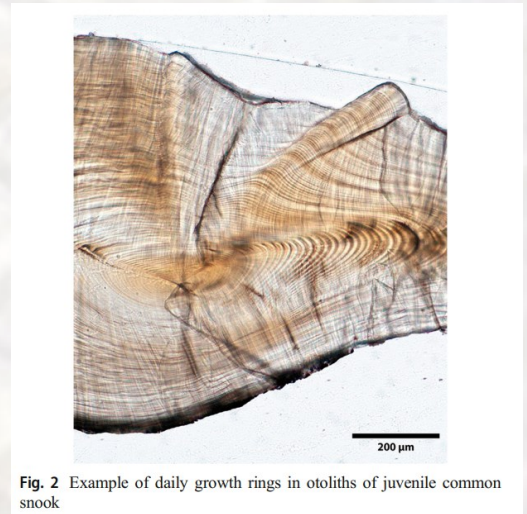 200 µm
Fig. 2 Example of daily growth rings in otoliths of juvenile common
snook